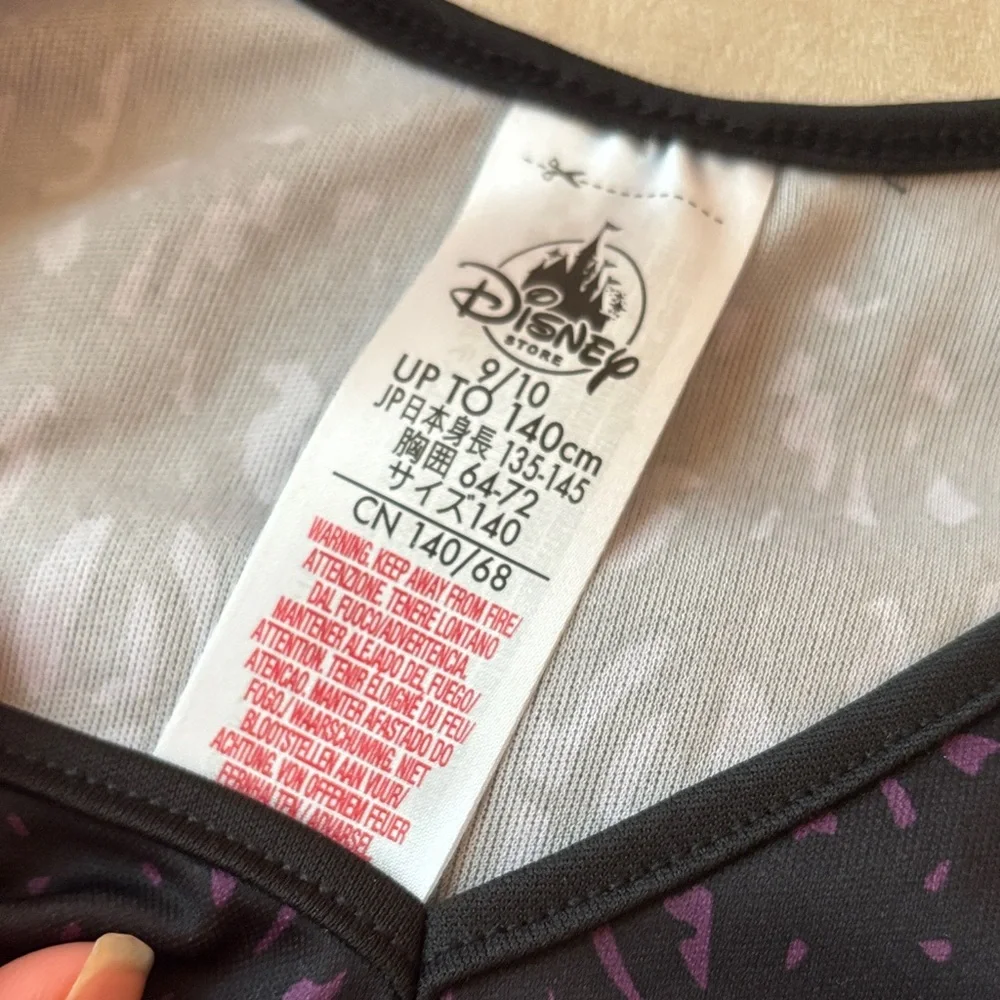 Disney
STORE
9/10
UP TO 140cm
JP日本身長 135-145
胸囲 64-72
サイズ140
CN 140/68
WARNING. KEEP AWAY FROM FIRE/
ATTENZIONE. TENERE LONTANO
DAL FUOCO/ADVERTENCIA.
MANTENER ALEJADO DEL FUEGO/
ATTENTION. TENIR ÉLOIGNÉ DU FEU/
ATENCAO. MANTER AFASTADO DO
FOGO./ WAARSCHUWING. NIET
BLOOTSTELLEN AAN VUUR/
ACHTUNG. VON OFFENEM FEUER